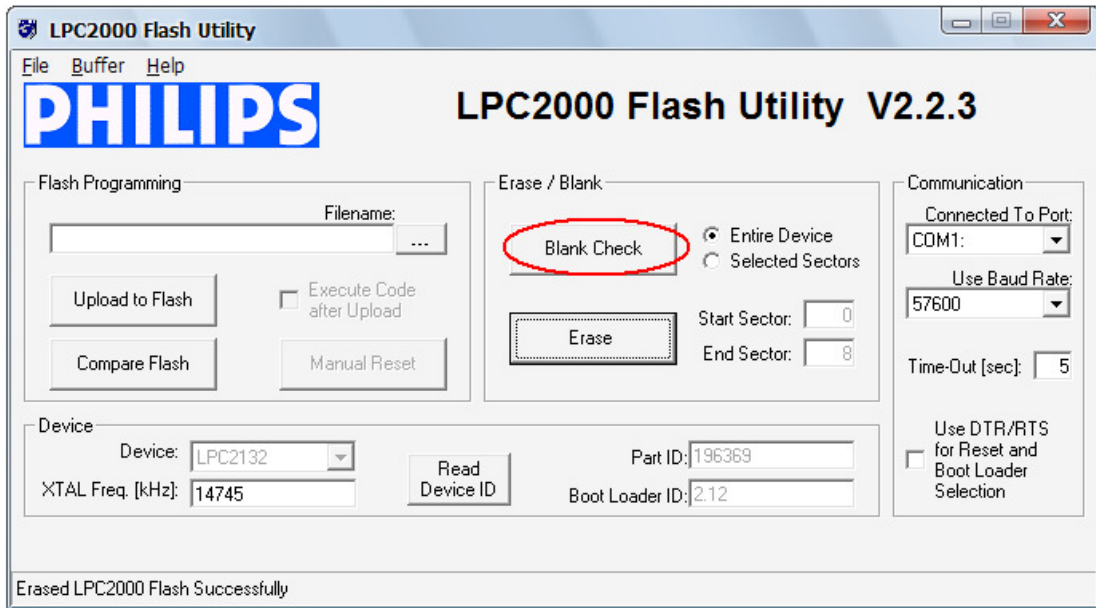 LPC2000 Flash Utility
File Buffer Help
PHILIPS
LPC2000 Flash Utility V2.2.3
Flash Programming
Filename:
...
Upload to Flash
Execute Code
after Upload
Compare Flash
Manual Reset
Erase / Blank
Blank Check
Entire Device
Selected Sectors
Erase
Start Sector: 0
End Sector: 8
Communication
Connected To Port:
COM1:
Use Baud Rate:
57600
Time-Out [sec]: 5
Use DTR/RTS
for Reset and
Boot Loader
Selection
Device
Device: LPC2132
XTAL Freq. [kHz]: 14745
Read
Device ID
Part ID: 196369
Boot Loader ID: 2.12
Erased LPC2000 Flash Successfully